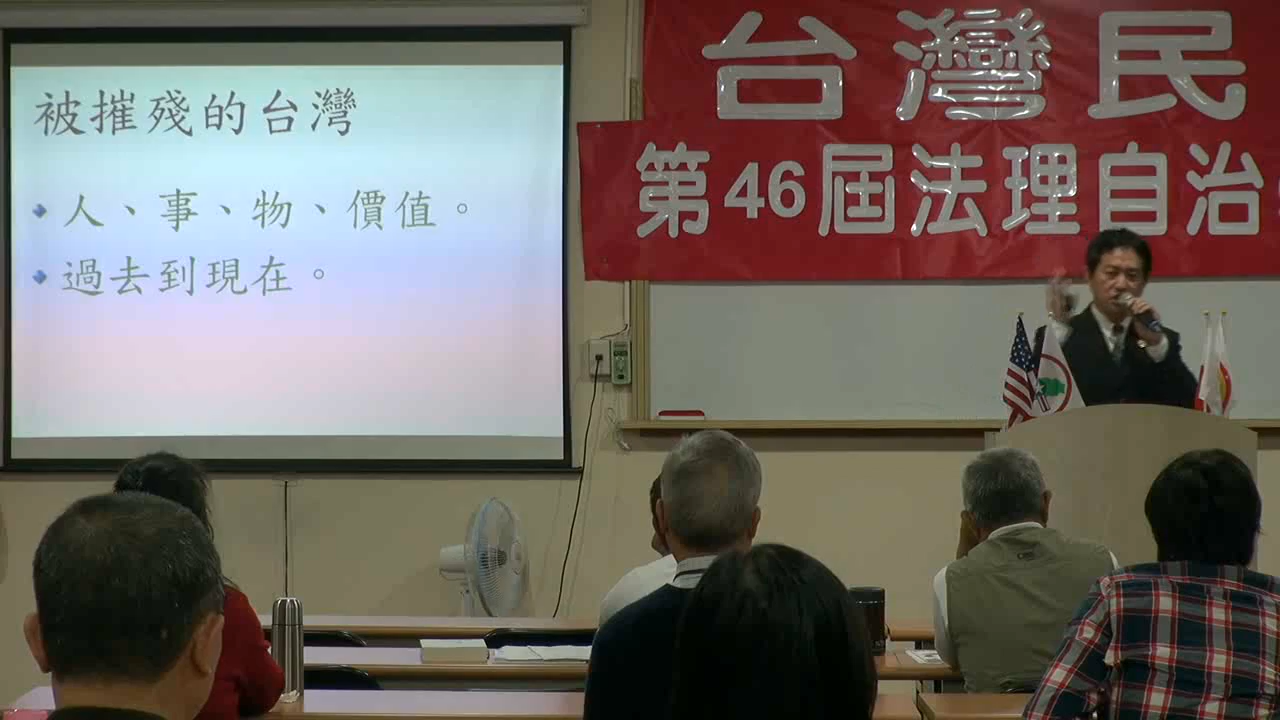 被摧殘的台灣
人、事、物、價值。
過去到現在。
台灣民
第46屆法理自治